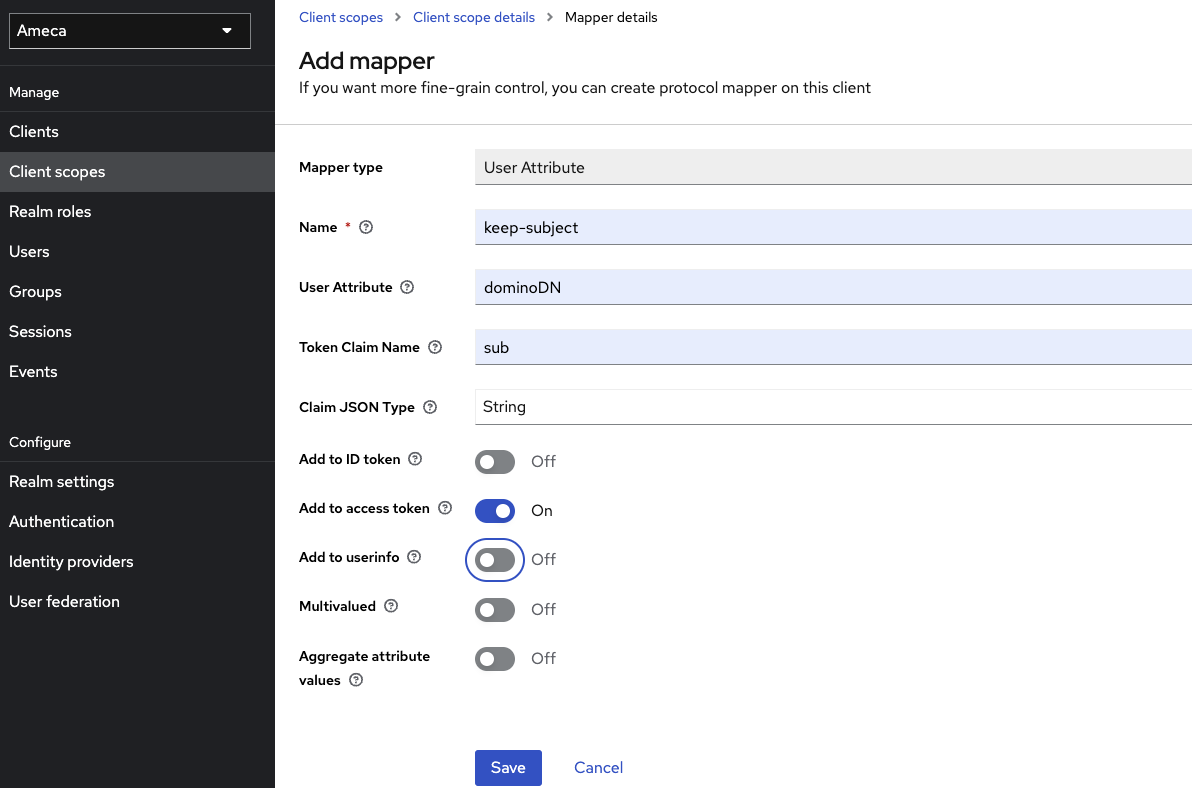 Ameca
Manage
Clients
Client scopes
Realm roles
Users
Groups
Sessions
Events
Configure
Realm settings
Authentication
Identity providers
User federation
Client scopes > Client scope details > Mapper details
Add mapper
If you want more fine-grain control, you can create protocol mapper on this client
Mapper type User Attribute
Name * keep-subject
User Attribute dominoDN
Token Claim Name sub
Claim JSON Type String
Add to ID token Off
Add to access token On
Add to userinfo Off
Multivalued Off
Aggregate attribute
values Off
Save Cancel